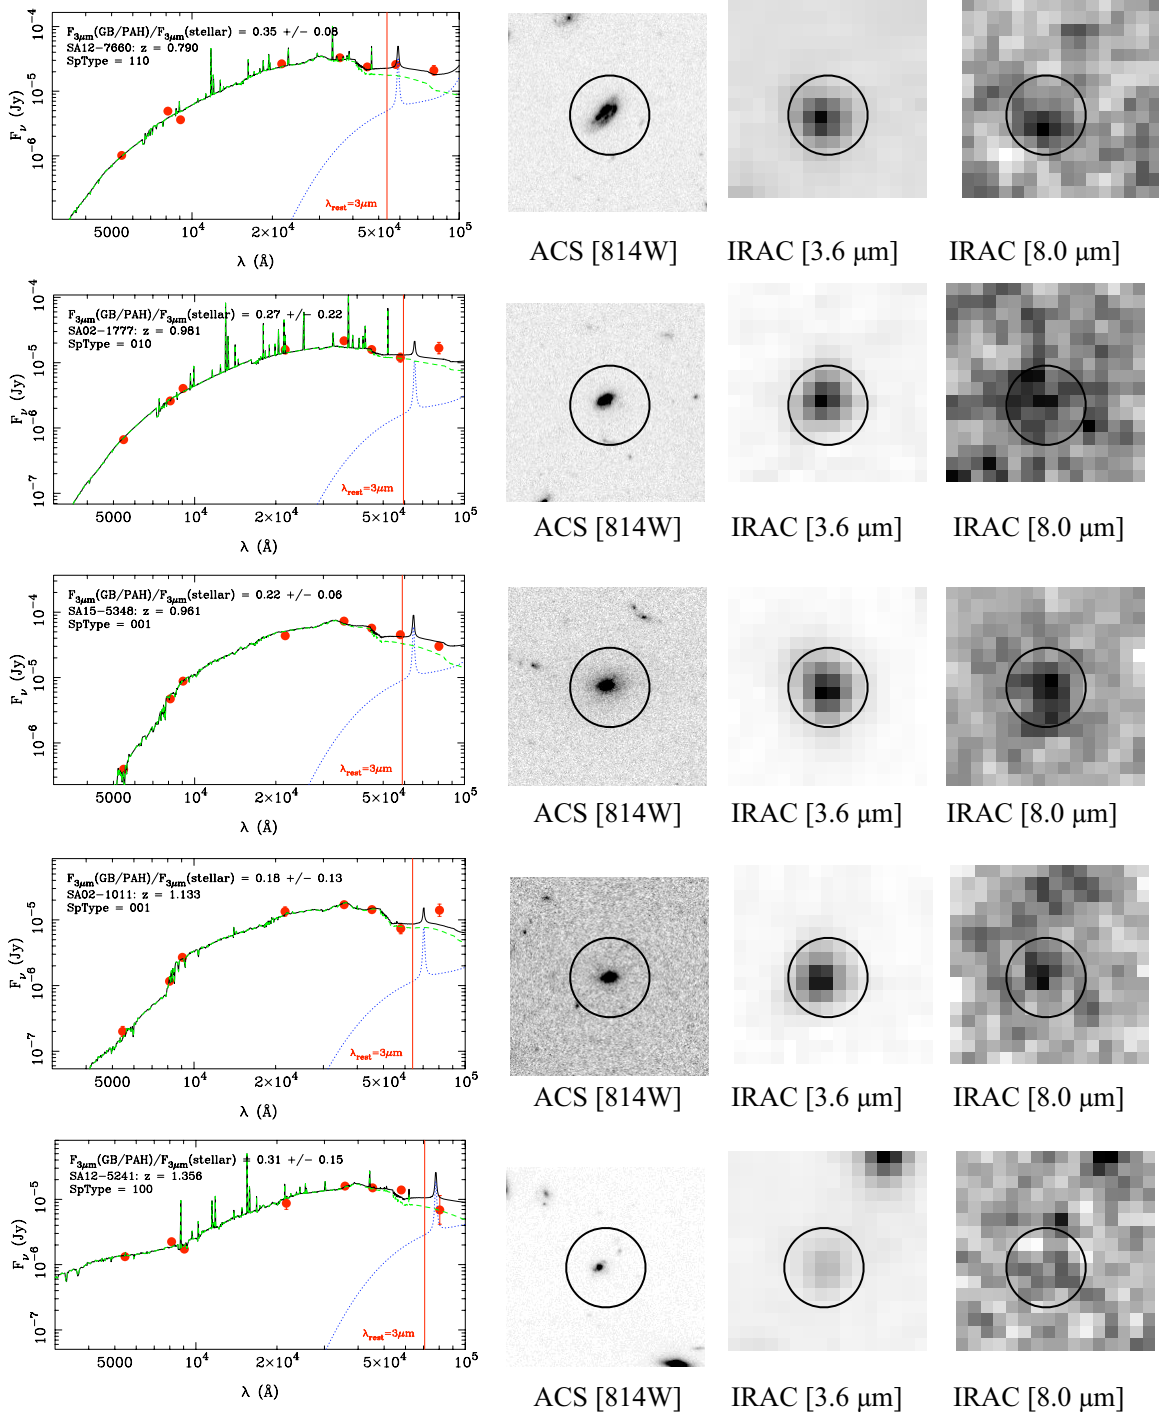 F3μm(GB/PAH)/F3μm(stellar) = 0.35 +/- 0.08
SA12-7660: z = 0.790
SpType = 110
10⁻⁴
10⁻⁵
10⁻⁶
Fν (Jy)
λrest=3μm
5000 10⁴ 2×10⁴ 5×10⁴ 10⁵
λ (Å)
ACS [814W] IRAC [3.6 μm] IRAC [8.0 μm]
F3μm(GB/PAH)/F3μm(stellar) = 0.27 +/- 0.22
SA02-1777: z = 0.981
SpType = 010
10⁻⁴
10⁻⁵
10⁻⁶
10⁻⁷
Fν (Jy)
λrest=3μm
5000 10⁴ 2×10⁴ 5×10⁴ 10⁵
λ (Å)
ACS [814W] IRAC [3.6 μm] IRAC [8.0 μm]
F3μm(GB/PAH)/F3μm(stellar) = 0.22 +/- 0.06
SA15-5348: z = 0.961
SpType = 001
10⁻⁴
10⁻⁵
10⁻⁶
Fν (Jy)
λrest=3μm
5000 10⁴ 2×10⁴ 5×10⁴ 10⁵
λ (Å)
ACS [814W] IRAC [3.6 μm] IRAC [8.0 μm]
F3μm(GB/PAH)/F3μm(stellar) = 0.18 +/- 0.13
SA02-1011: z = 1.133
SpType = 001
10⁻⁵
10⁻⁶
10⁻⁷
Fν (Jy)
λrest=3μm
5000 10⁴ 2×10⁴ 5×10⁴ 10⁵
λ (Å)
ACS [814W] IRAC [3.6 μm] IRAC [8.0 μm]
F3μm(GB/PAH)/F3μm(stellar) = 0.31 +/- 0.15
SA12-5241: z = 1.356
SpType = 100
10⁻⁵
10⁻⁶
10⁻⁷
Fν (Jy)
λrest=3μm
5000 10⁴ 2×10⁴ 5×10⁴ 10⁵
λ (Å)
ACS [814W] IRAC [3.6 μm] IRAC [8.0 μm]